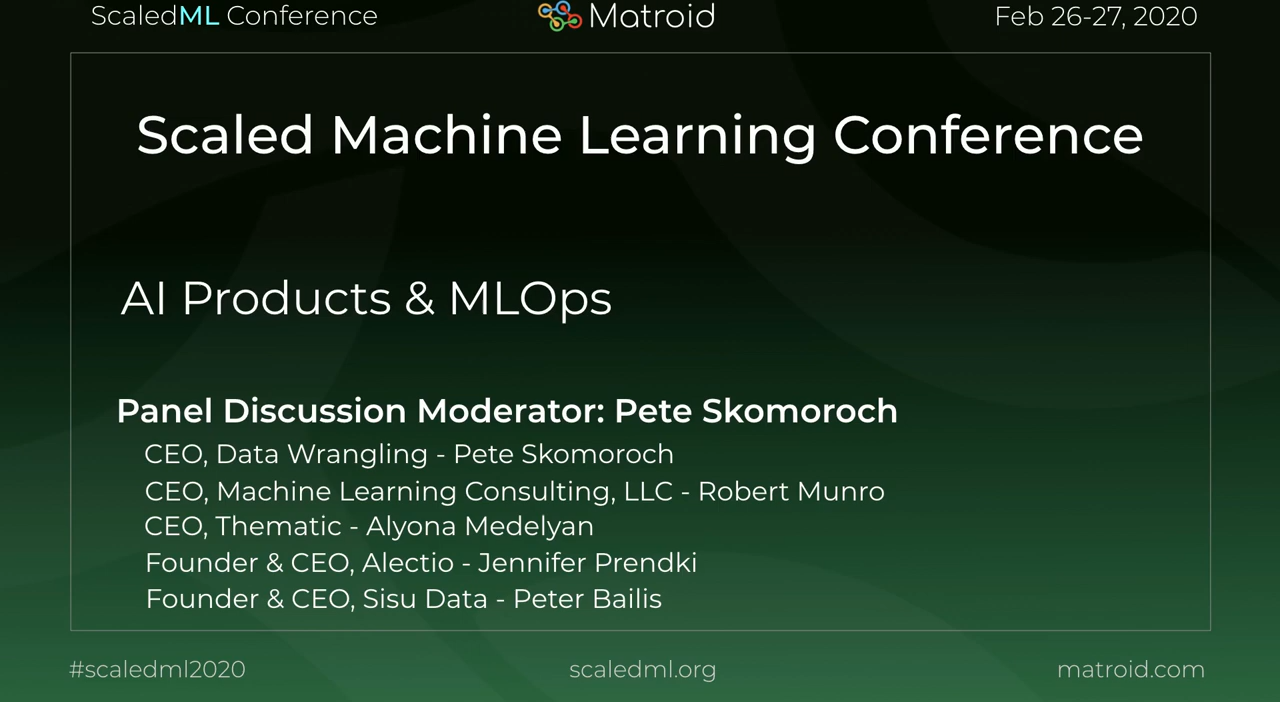 ScaledML Conference
Matroid
Feb 26-27, 2020
Scaled Machine Learning Conference
AI Products & MLOps
Panel Discussion Moderator: Pete Skomoroch
CEO, Data Wrangling - Pete Skomoroch
CEO, Machine Learning Consulting, LLC - Robert Munro
CEO, Thematic - Alyona Medelyan
Founder & CEO, Alectio - Jennifer Prendki
Founder & CEO, Sisu Data - Peter Bailis
#scaledml2020
scaledml.org
matroid.com